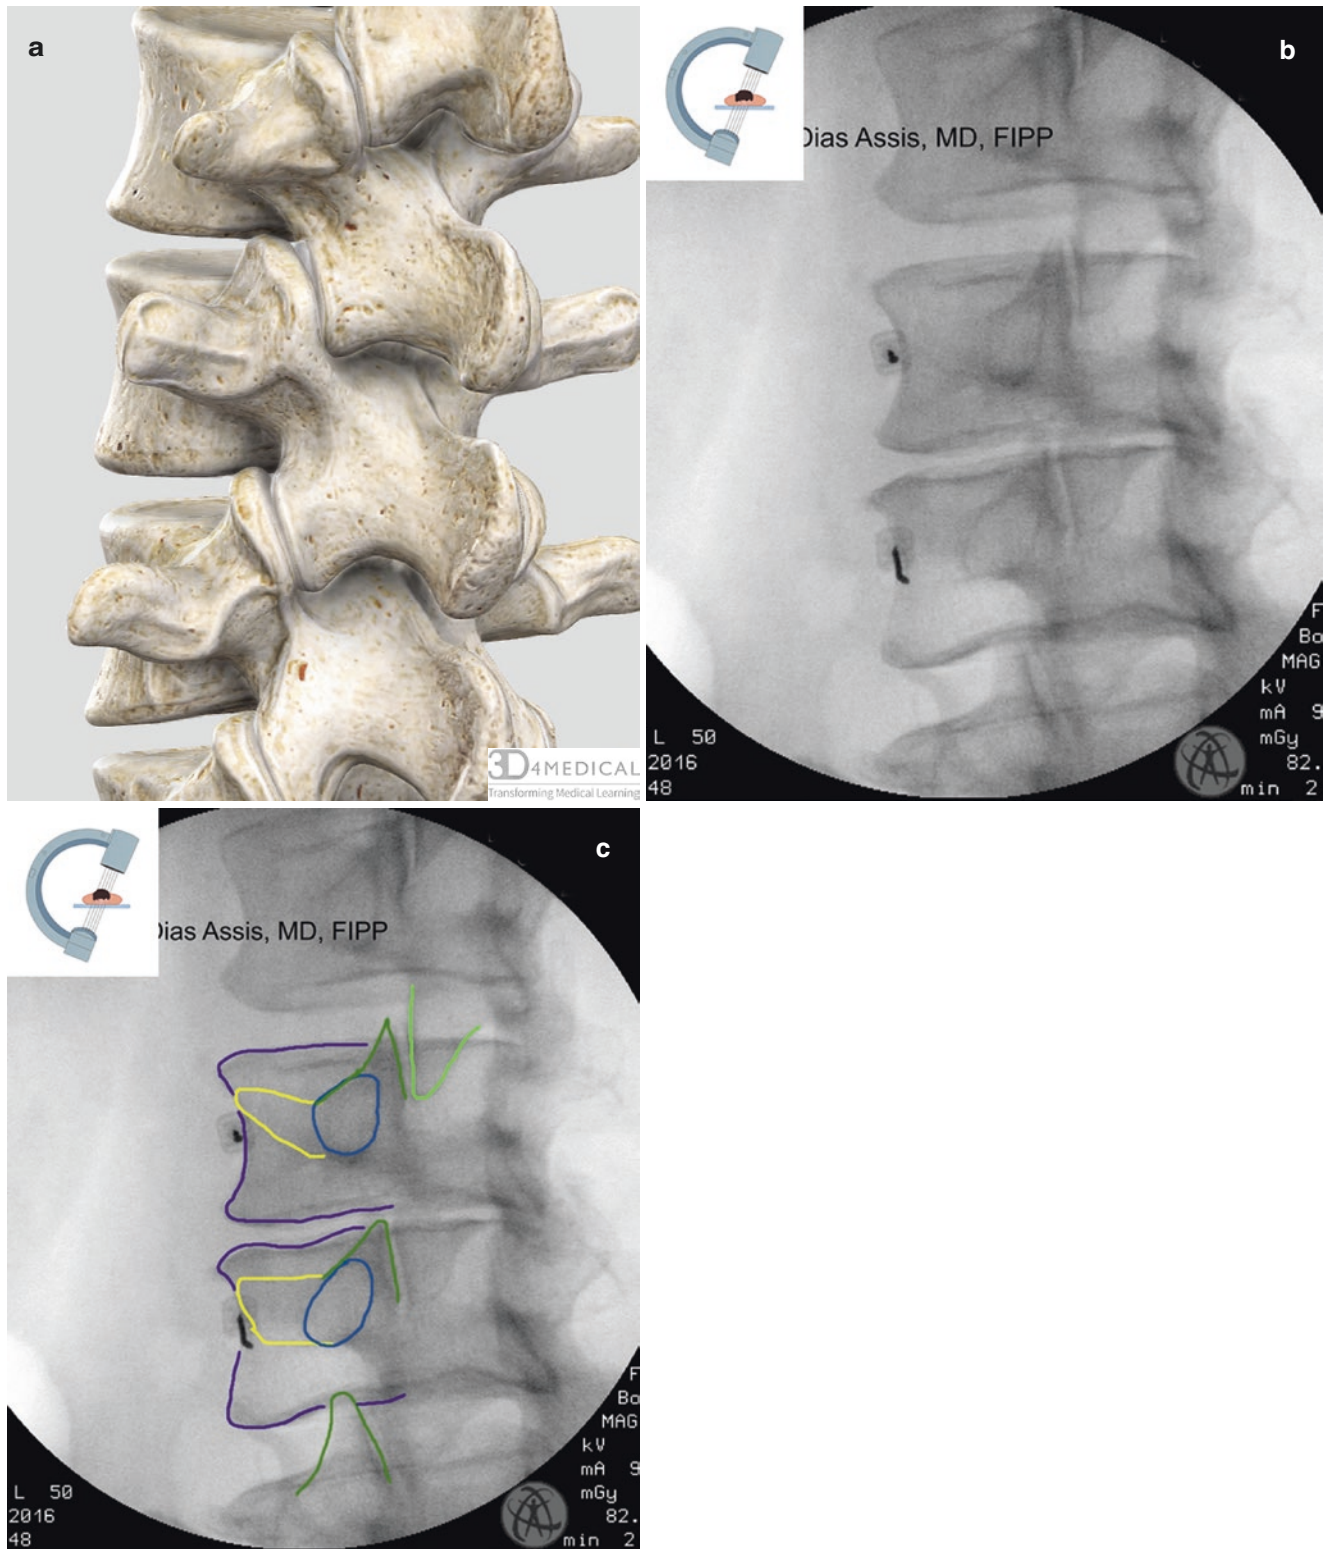 a
3D4MEDICAL
Transforming Medical Learning
b
Dias Assis, MD, FIPP
F
Bo
MAG
kV
mA 9
mGy
82.
min 2
L 50
2016
48
c
Dias Assis, MD, FIPP
F
Bo
MAG
kV
mA 9
mGy
82.
min 2
L 50
2016
48